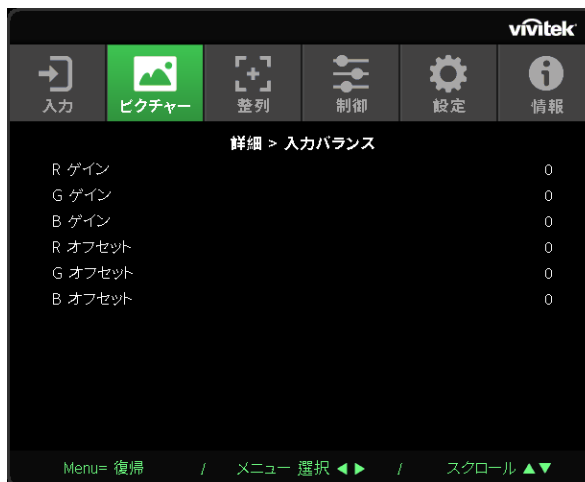 vivitek
入力 ピクチャー 整列 制御 設定 情報
詳細 > 入力バランス
R ゲイン 0
G ゲイン 0
B ゲイン 0
R オフセット 0
G オフセット 0
B オフセット 0
Menu= 復帰 / メニュー 選択 ◀ ▶ / スクロール ▲▼